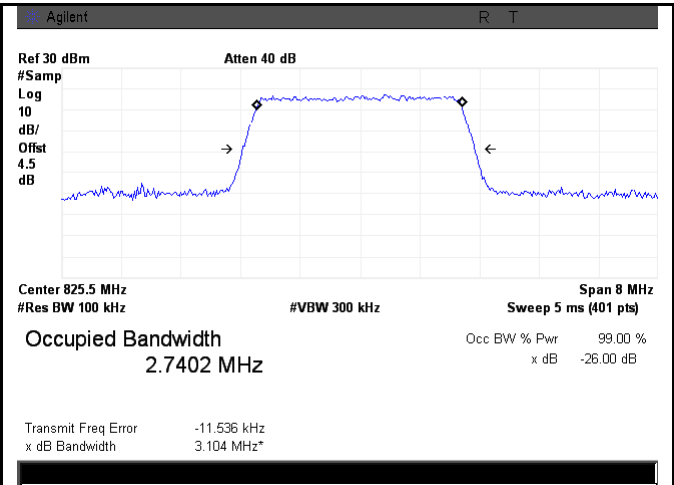 Agilent R T
Ref 30 dBm Atten 40 dB
#Samp
Log
10
dB/
Offst
4.5
dB
Center 825.5 MHz Span 8 MHz
#Res BW 100 kHz #VBW 300 kHz Sweep 5 ms (401 pts)
Occupied Bandwidth Occ BW % Pwr 99.00 %
2.7402 MHz x dB -26.00 dB
Transmit Freq Error -11.536 kHz
x dB Bandwidth 3.104 MHz*